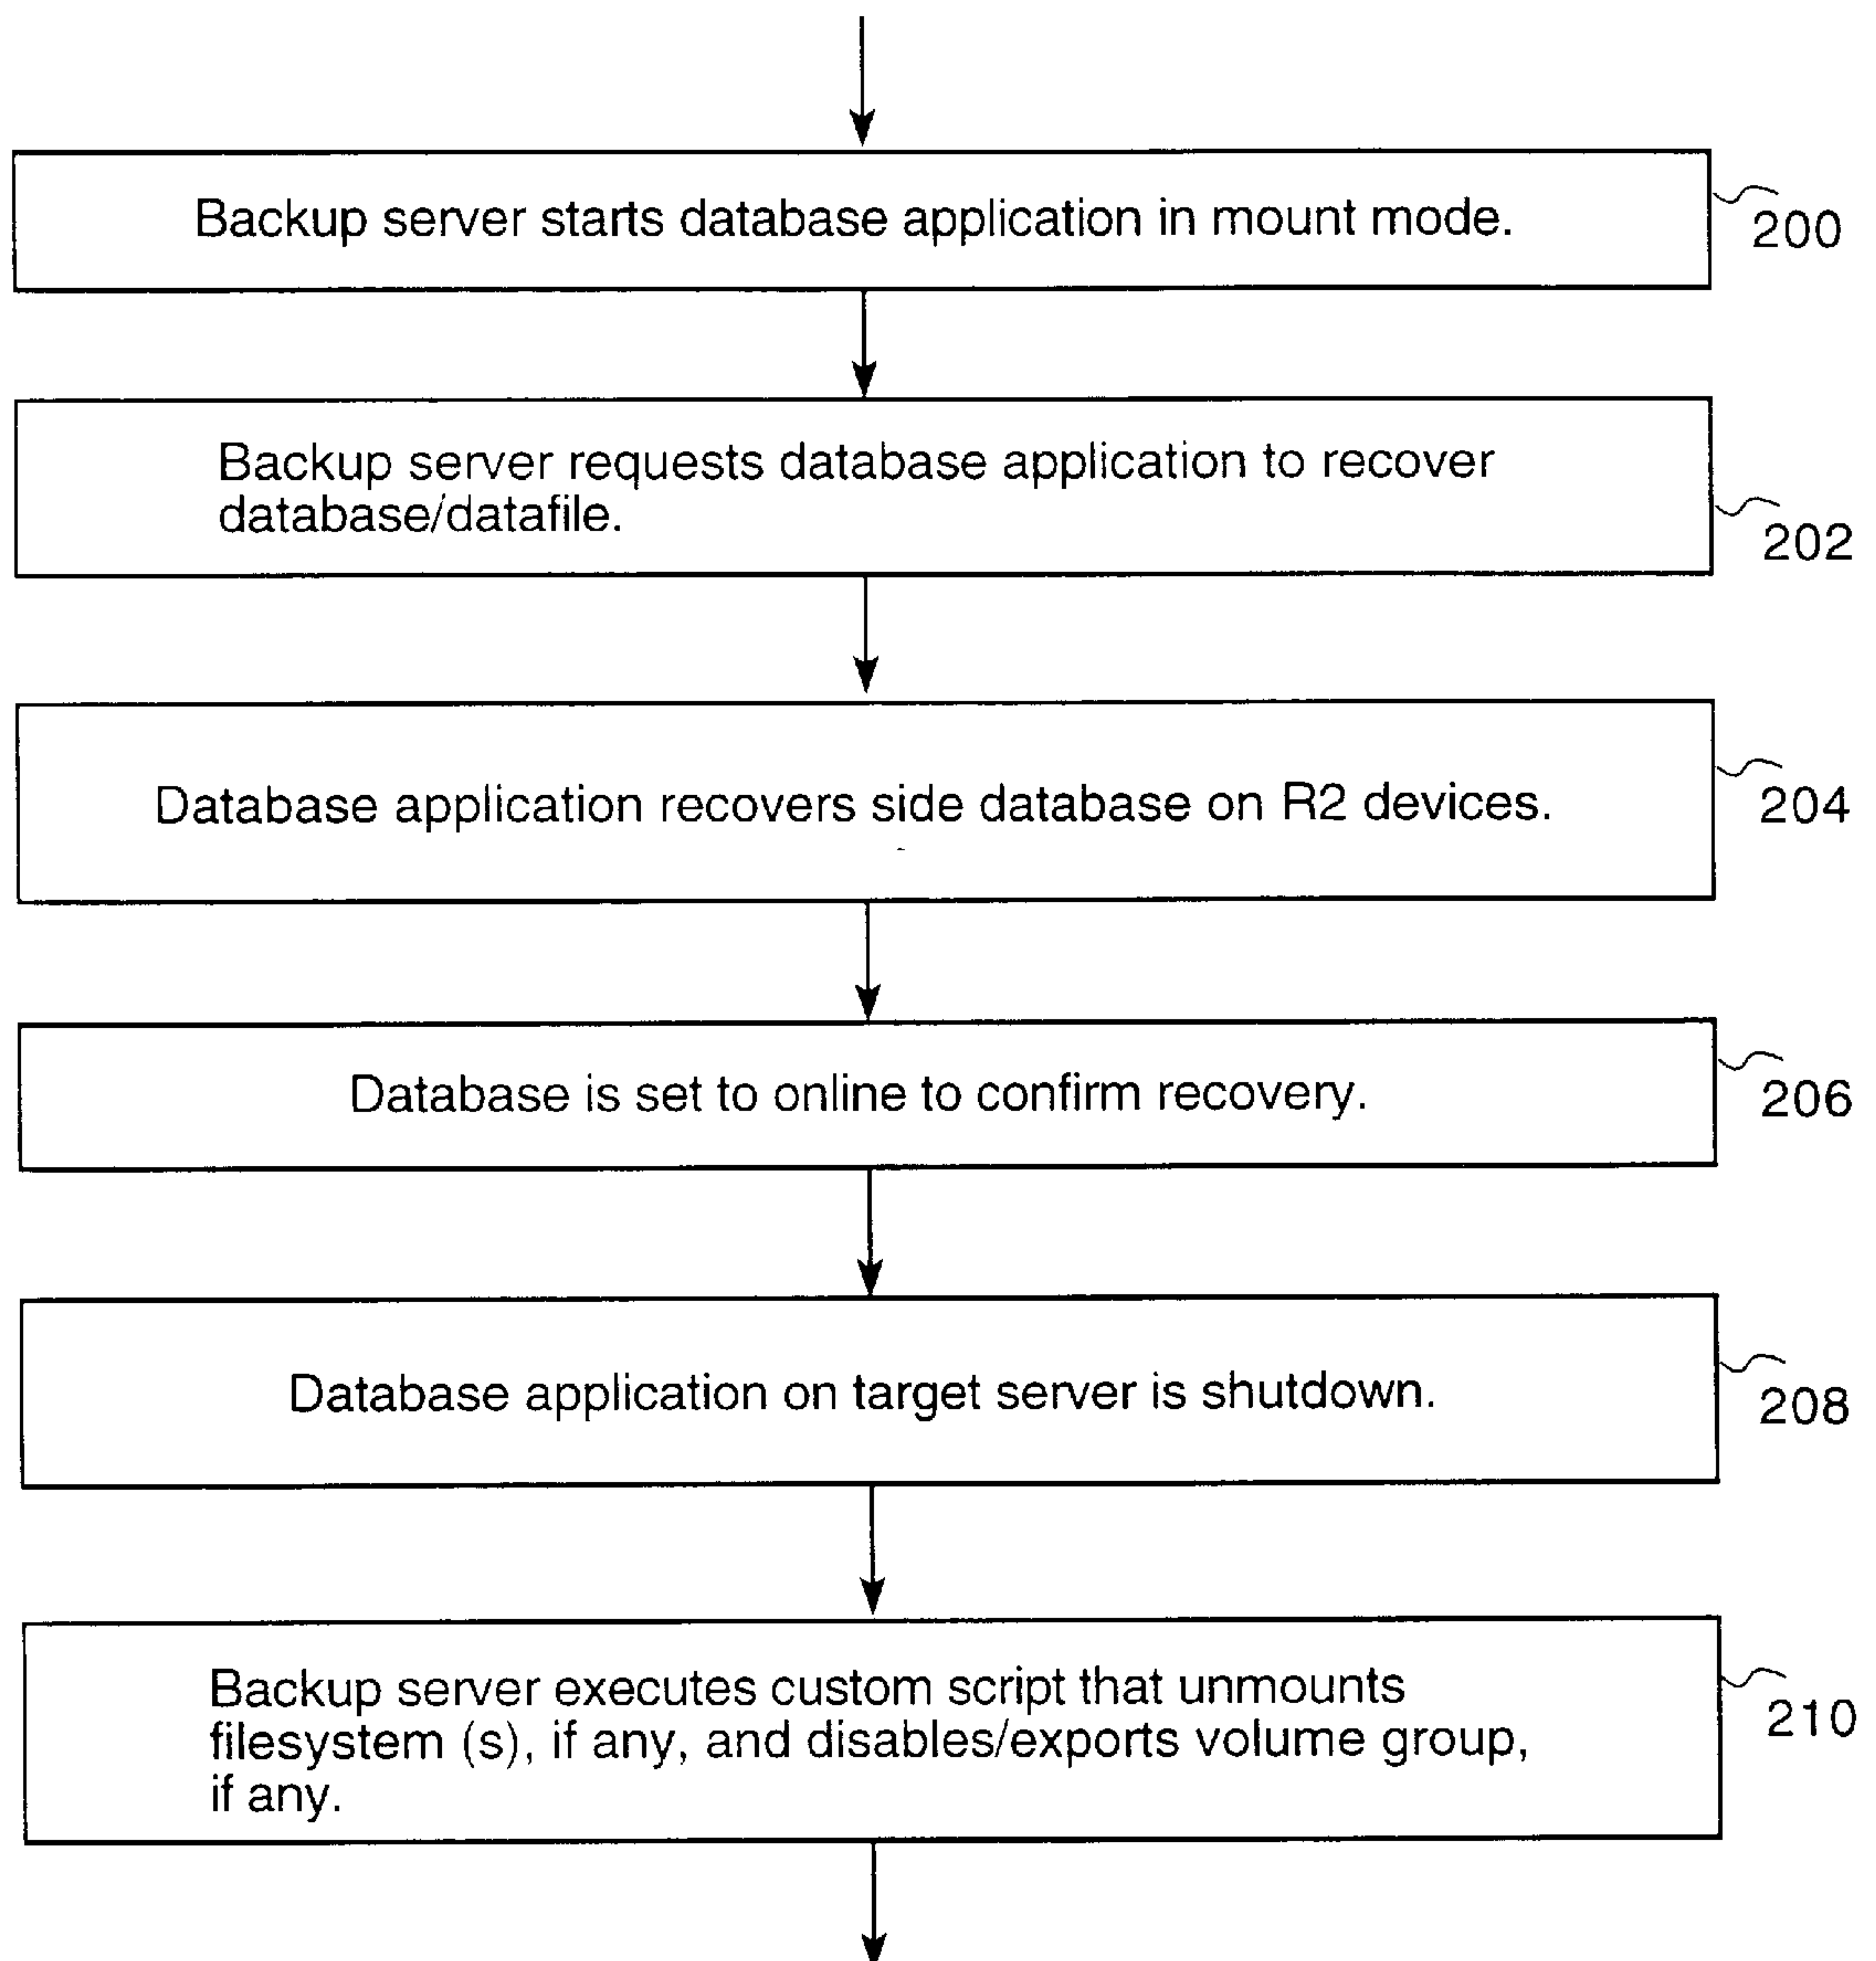 Backup server starts database application in mount mode.
200
Backup server requests database application to recover
database/datafile.
202
Database application recovers side database on R2 devices.
204
Database is set to online to confirm recovery.
206
Database application on target server is shutdown.
208
Backup server executes custom script that unmounts
filesystem (s), if any, and disables/exports volume group,
if any.
210